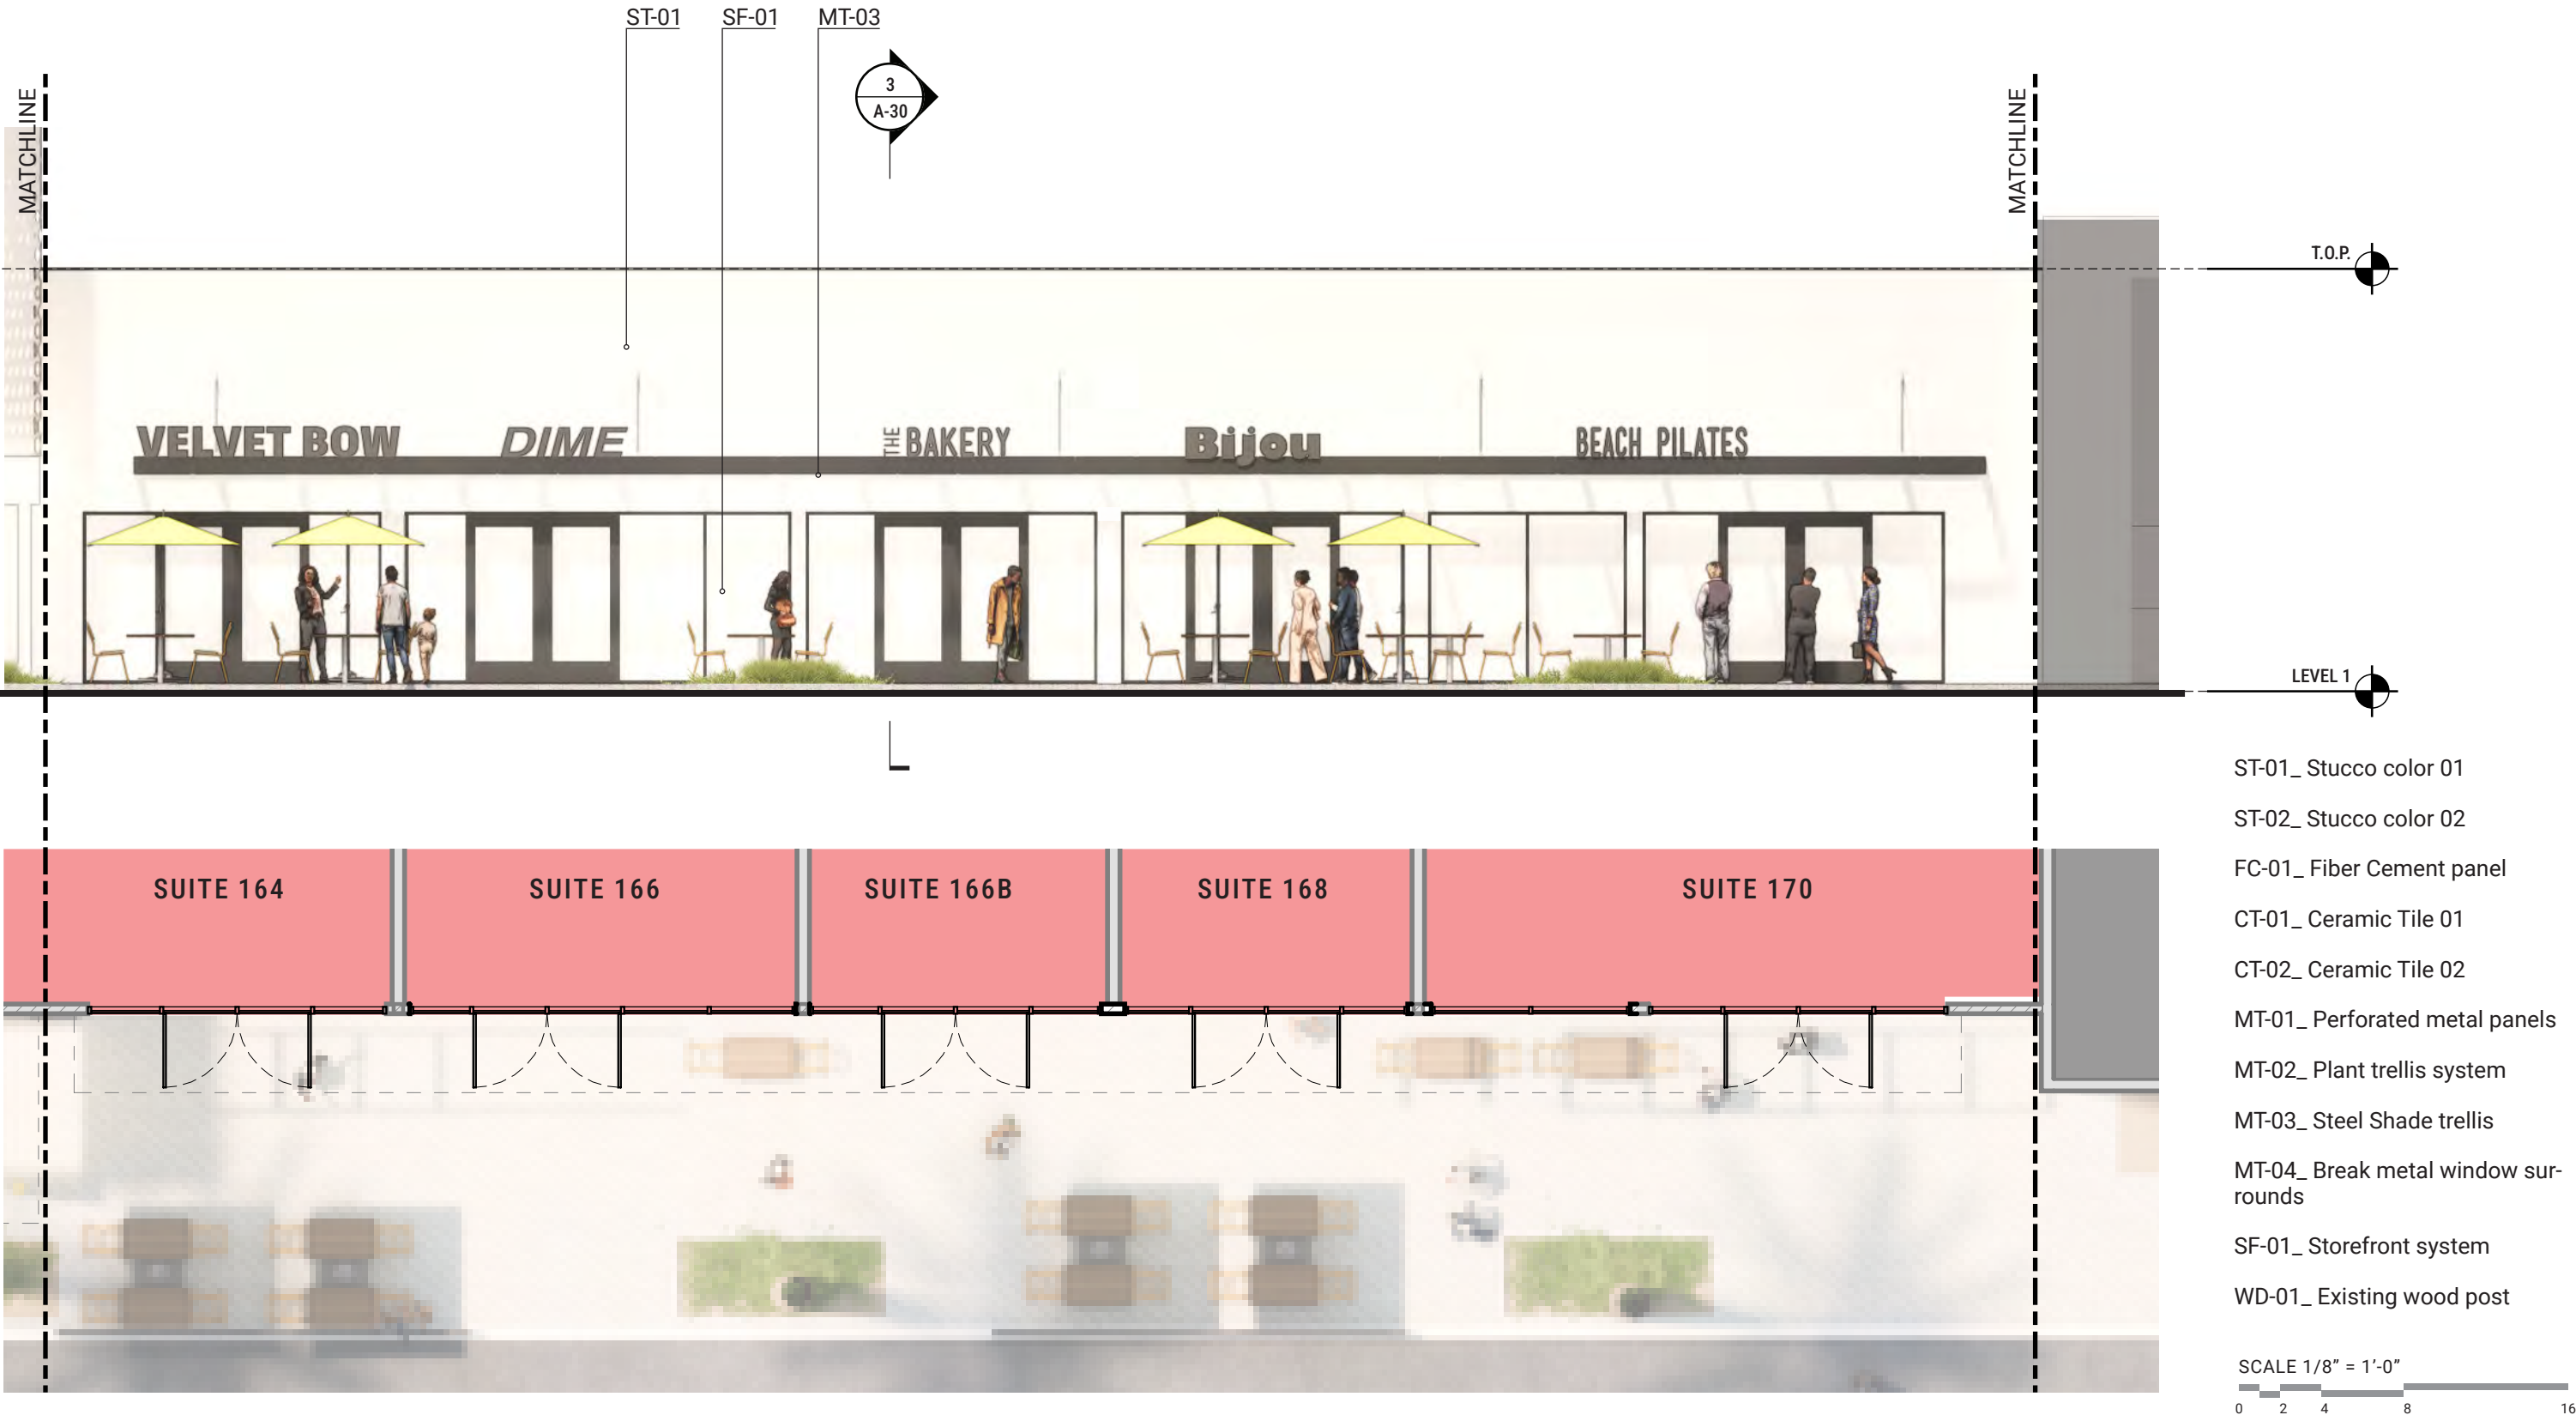 ST-01 SF-01 MT-03
3
A-30
MATCHLINE
MATCHLINE
T.O.P.
VELVET BOW DIME THE BAKERY Bijou BEACH PILATES
LEVEL 1
SUITE 164 SUITE 166 SUITE 166B SUITE 168 SUITE 170
ST-01_ Stucco color 01
ST-02_ Stucco color 02
FC-01_ Fiber Cement panel
CT-01_ Ceramic Tile 01
CT-02_ Ceramic Tile 02
MT-01_ Perforated metal panels
MT-02_ Plant trellis system
MT-03_ Steel Shade trellis
MT-04_ Break metal window sur-
rounds
SF-01_ Storefront system
WD-01_ Existing wood post
SCALE 1/8” = 1’-0”
0 2 4 8 16